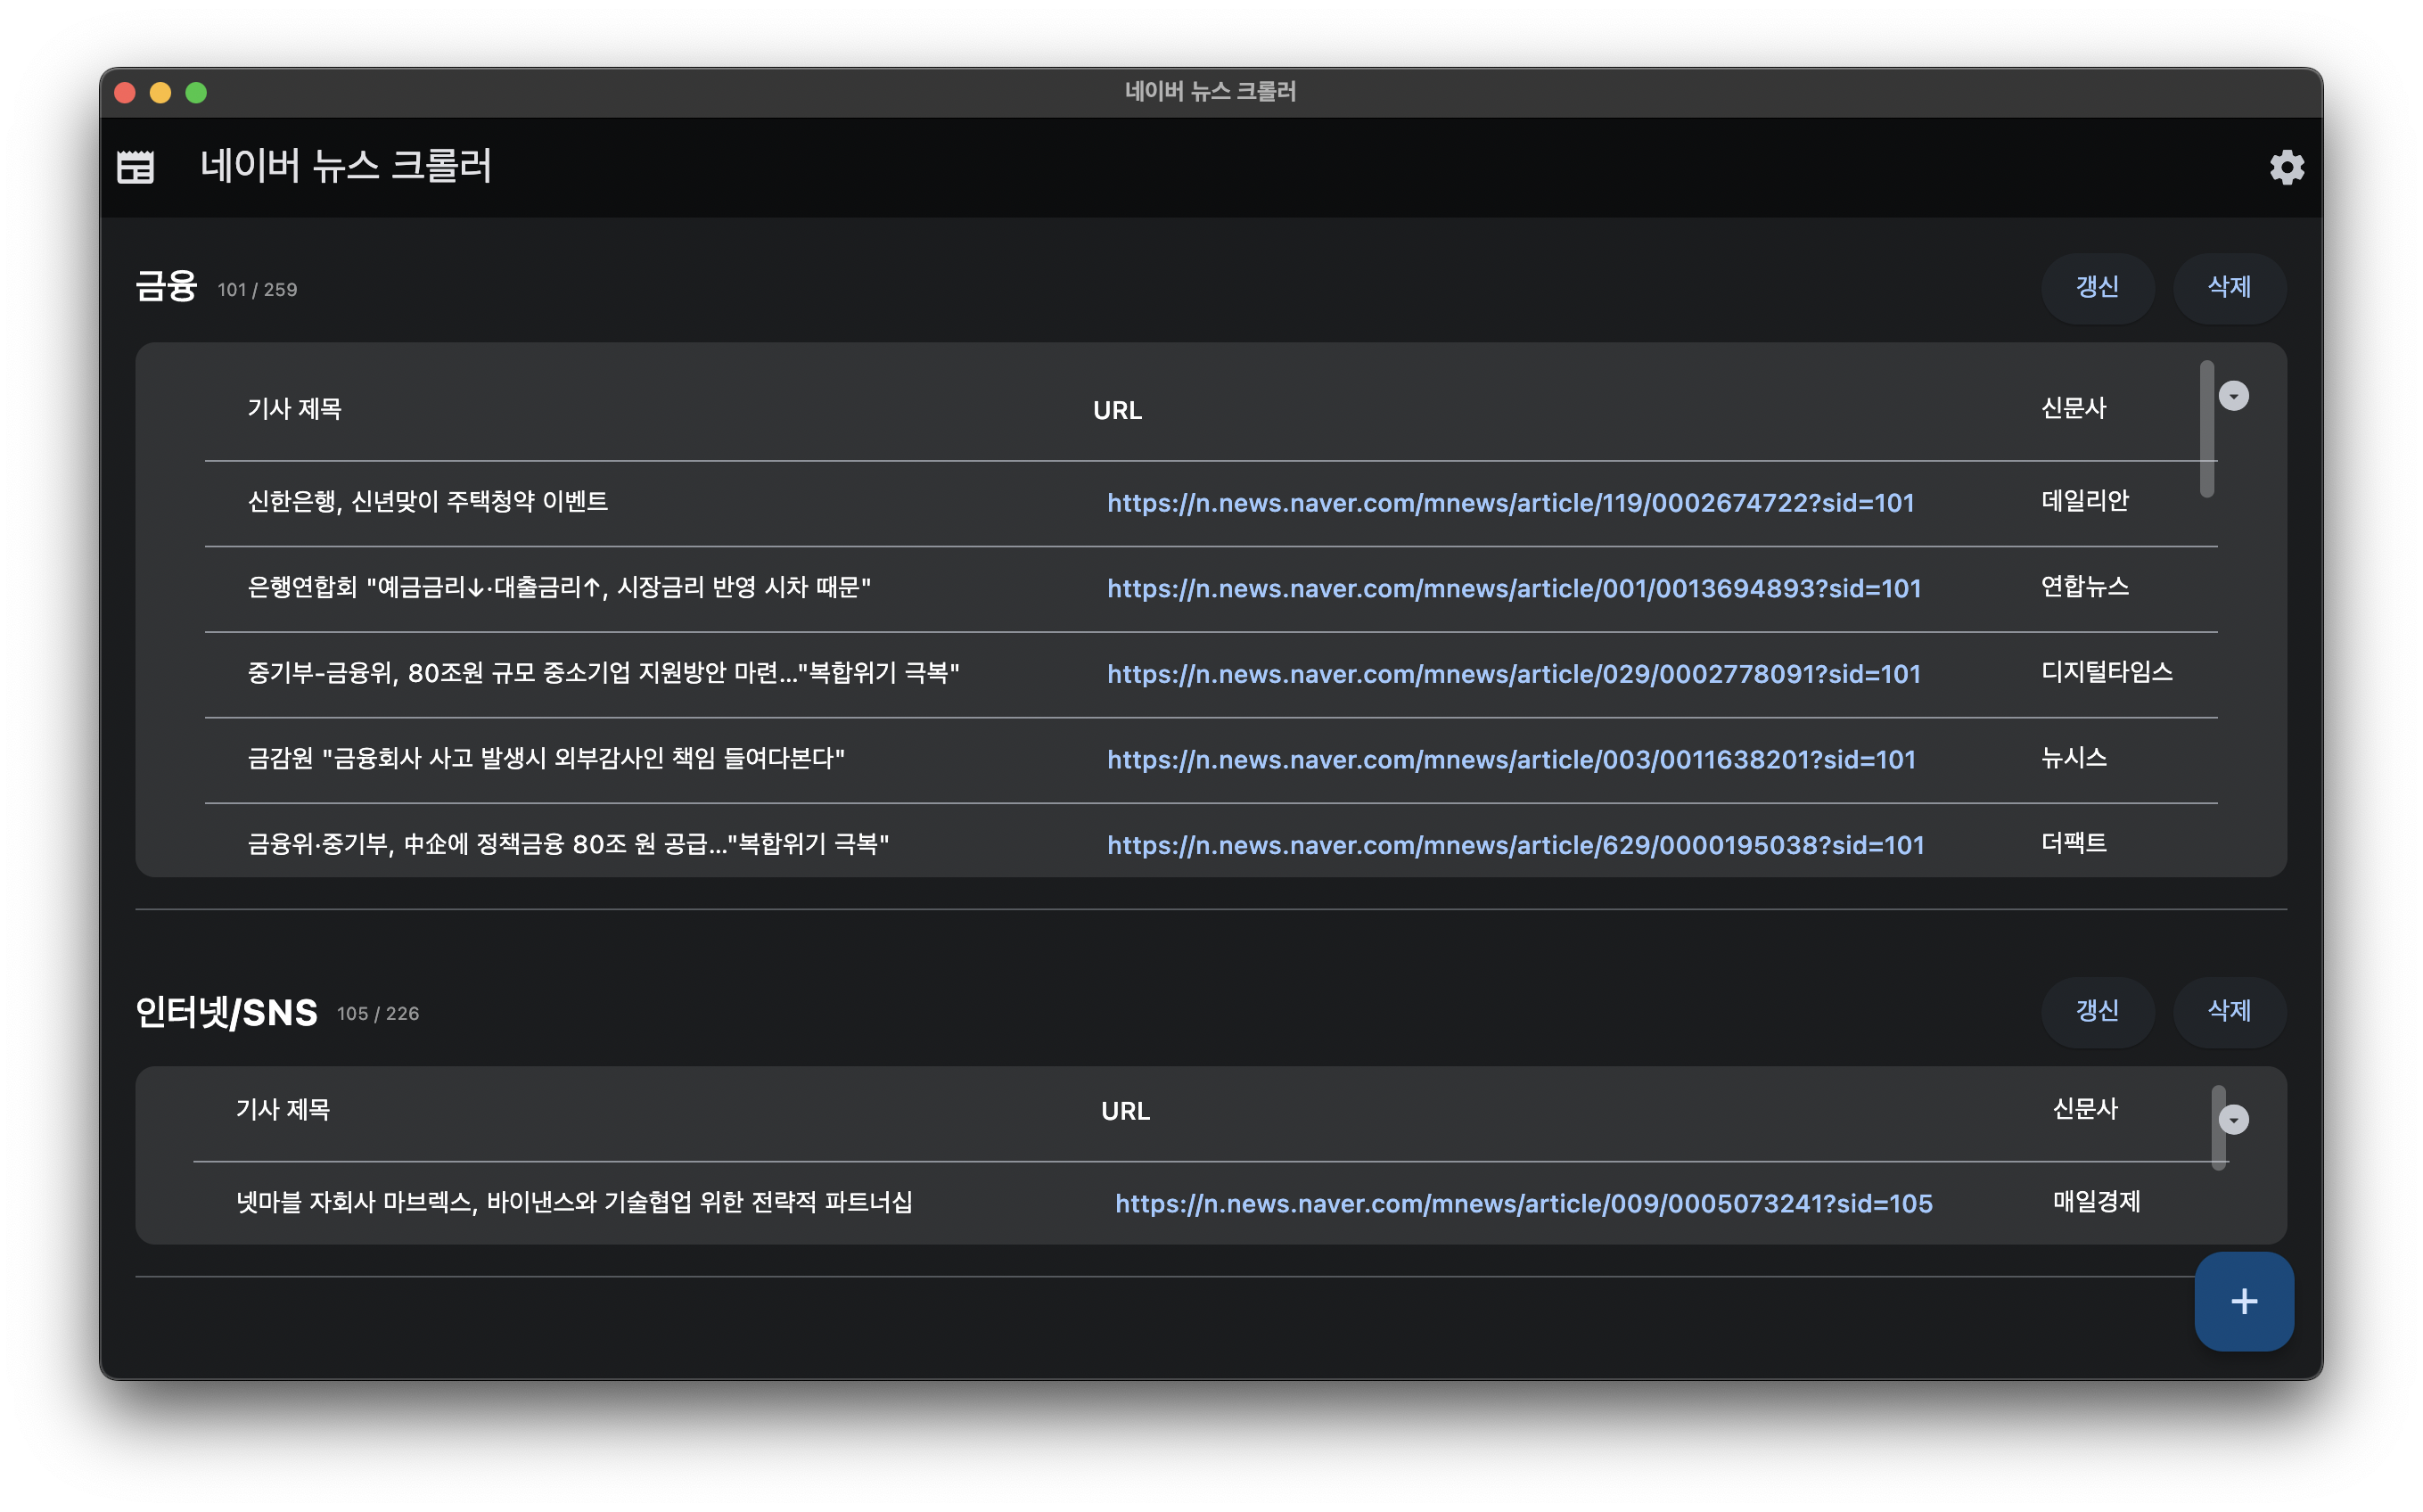 네이버 뉴스 크롤러
네이버 뉴스 크롤러
금융 101 / 259 갱신 삭제
기사 제목 URL 신문사
신한은행, 신년맞이 주택청약 이벤트 https://n.news.naver.com/mnews/article/119/0002674722?sid=101 데일리안
은행연합회 "예금금리↓·대출금리↑, 시장금리 반영 시차 때문" https://n.news.naver.com/mnews/article/001/0013694893?sid=101 연합뉴스
중기부-금융위, 80조원 규모 중소기업 지원방안 마련..."복합위기 극복" https://n.news.naver.com/mnews/article/029/0002778091?sid=101 디지털타임스
금감원 "금융회사 사고 발생시 외부감사인 책임 들여다본다" https://n.news.naver.com/mnews/article/003/0011638201?sid=101 뉴시스
금융위·중기부, 中企에 정책금융 80조 원 공급..."복합위기 극복" https://n.news.naver.com/mnews/article/629/0000195038?sid=101 더팩트
인터넷/SNS 105 / 226 갱신 삭제
기사 제목 URL 신문사
넷마블 자회사 마브렉스, 바이낸스와 기술협업 위한 전략적 파트너십 https://n.news.naver.com/mnews/article/009/0005073241?sid=105 매일경제